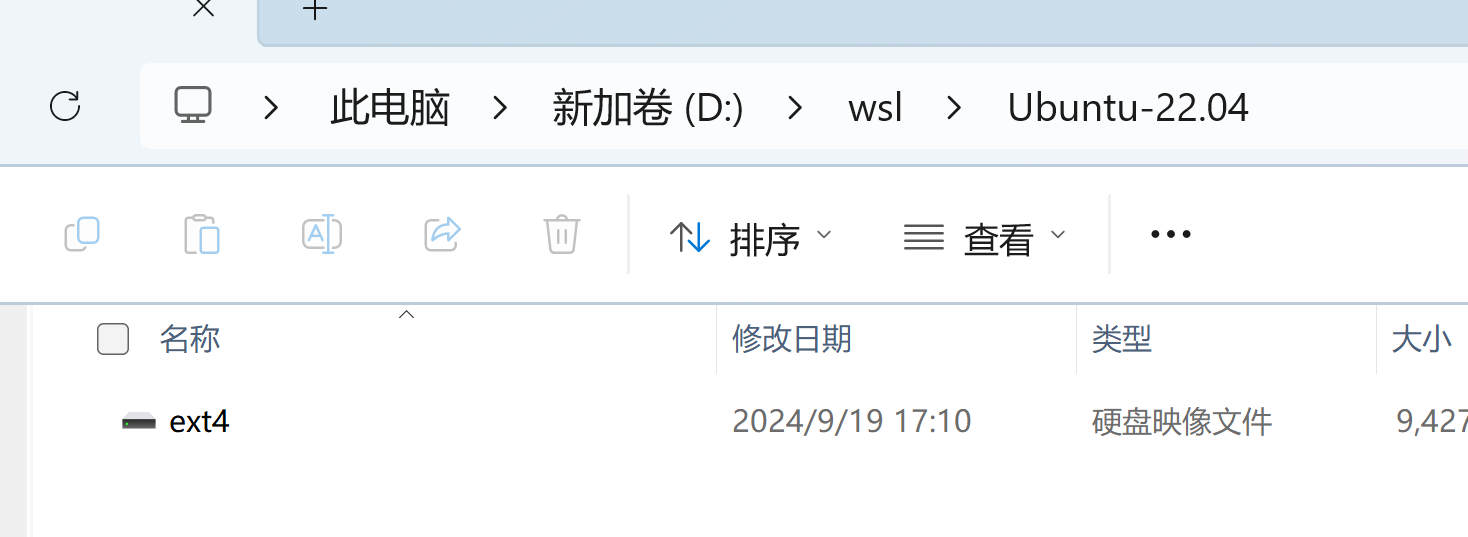 此电脑 新加卷 (D:) wsl Ubuntu-22.04
排序 查看
名称 修改日期 类型 大小
ext4 2024/9/19 17:10 硬盘映像文件 9,427